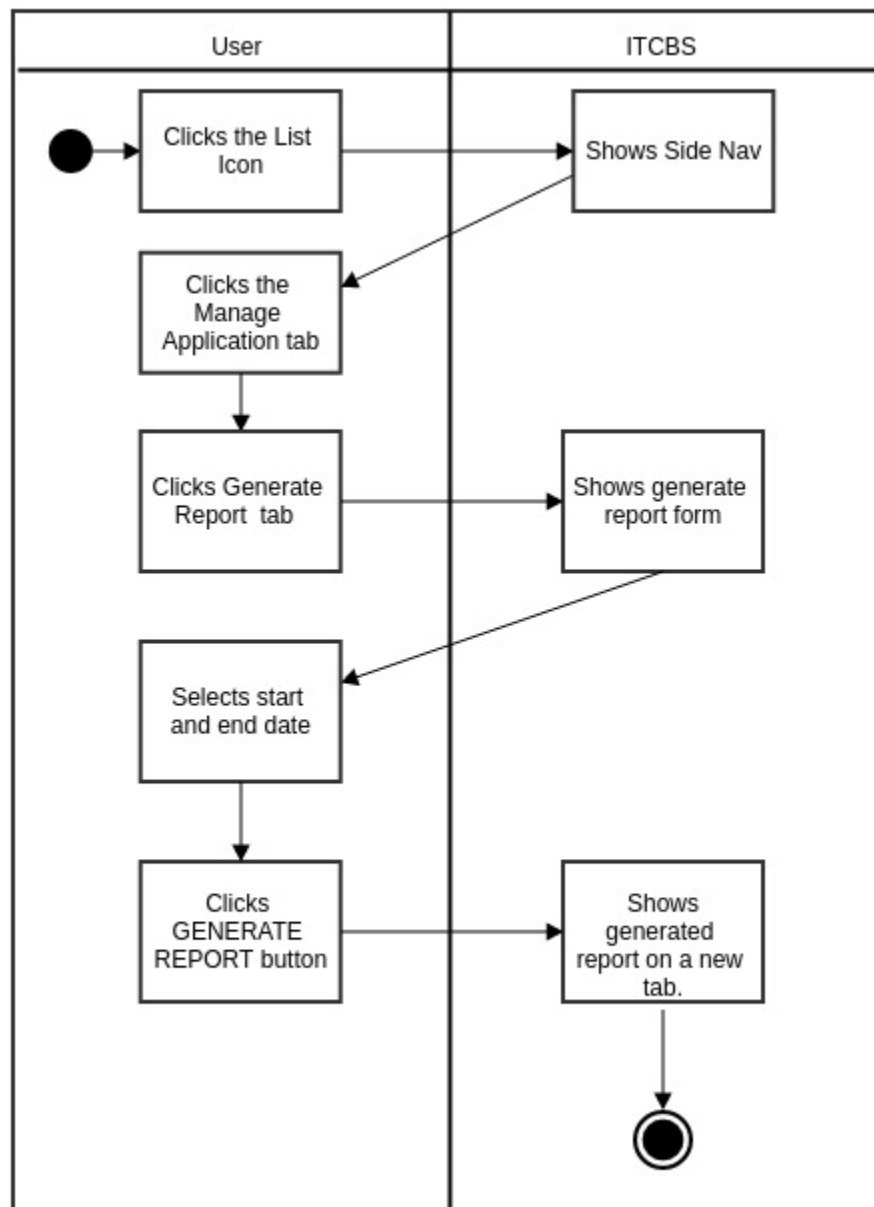 User
ITCBS
Clicks the List
Icon
Shows Side Nav
Clicks the
Manage
Application tab
Clicks Generate
Report  tab
Shows generate
report form
Selects start
and end date
Clicks
GENERATE
REPORT button
Shows
generated
report on a new
tab.